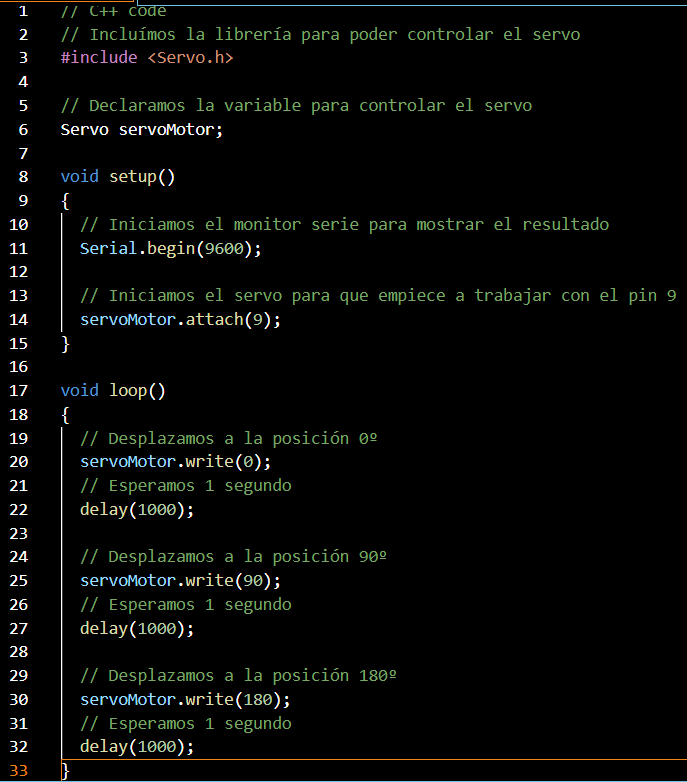 1 // C++ code
2 // Incluímos la librería para poder controlar el servo
3 #include <Servo.h>
4
5 // Declaramos la variable para controlar el servo
6 Servo servoMotor;
7
8 void setup()
9 {
10 // Iniciamos el monitor serie para mostrar el resultado
11 Serial.begin(9600);
12
13 // Iniciamos el servo para que empiece a trabajar con el pin 9
14 servoMotor.attach(9);
15 }
16
17 void loop()
18 {
19 // Desplazamos a la posición 0º
20 servoMotor.write(0);
21 // Esperamos 1 segundo
22 delay(1000);
23
24 // Desplazamos a la posición 90º
25 servoMotor.write(90);
26 // Esperamos 1 segundo
27 delay(1000);
28
29 // Desplazamos a la posición 180º
30 servoMotor.write(180);
31 // Esperamos 1 segundo
32 delay(1000);
33 }